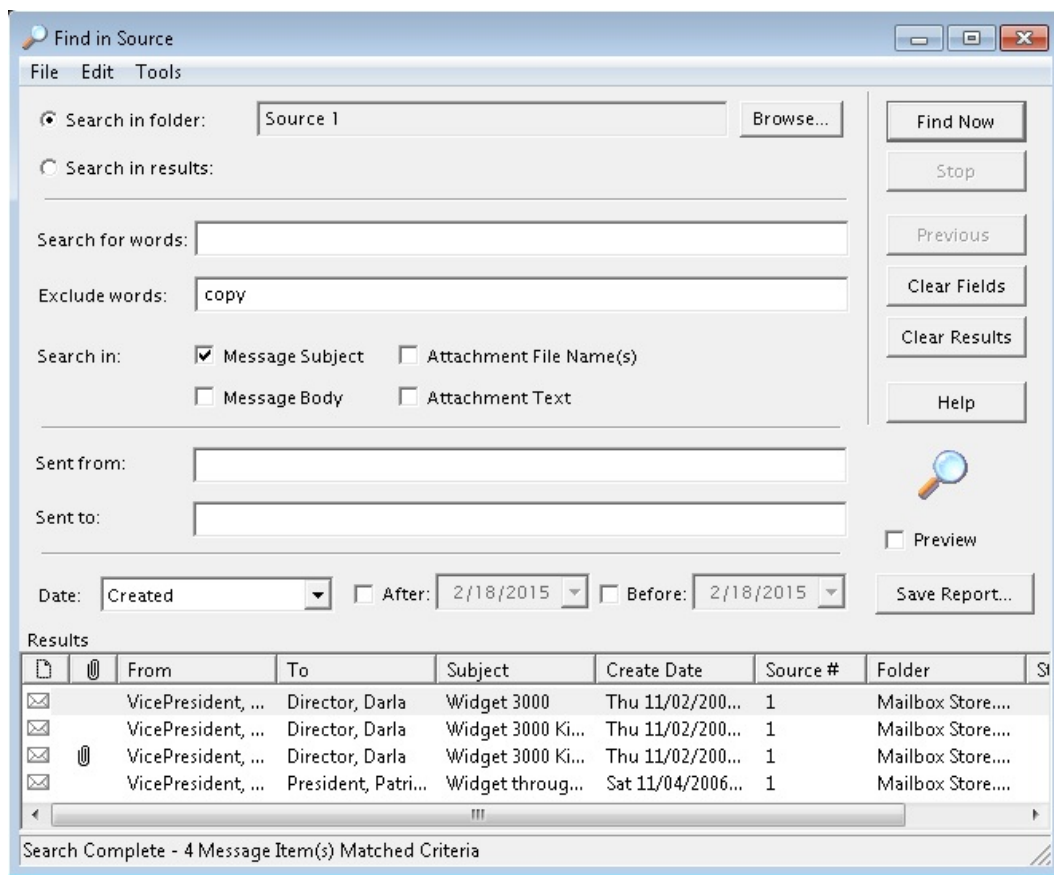 Find in Source
File Edit Tools
Search in folder: Source 1 Browse... Find Now
Search in results: Stop
Search for words: Previous
Exclude words: copy Clear Fields
Clear Results
Search in: Message Subject Attachment File Name(s)
Message Body Attachment Text Help
Sent from:
Sent to:
Preview
Date: Created After: 2/18/2015 Before: 2/18/2015 Save Report...
Results
From To Subject Create Date Source # Folder
VicePresident, ... Director, Darla Widget 3000 Thu 11/02/200... 1 Mailbox Store....
VicePresident, ... Director, Darla Widget 3000 Ki... Thu 11/02/200... 1 Mailbox Store....
VicePresident, ... Director, Darla Widget 3000 Ki... Thu 11/02/200... 1 Mailbox Store....
VicePresident, ... President, Patri... Widget throug... Sat 11/04/2006... 1 Mailbox Store....
Search Complete - 4 Message Item(s) Matched Criteria